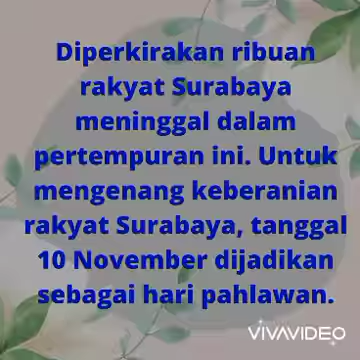 Diperkirakan ribuan
rakyat Surabaya
meninggal dalam
pertempuran ini. Untuk
mengenang keberanian
rakyat Surabaya, tanggal
10 November dijadikan
sebagai hari pahlawan.
VIVAVIDEO